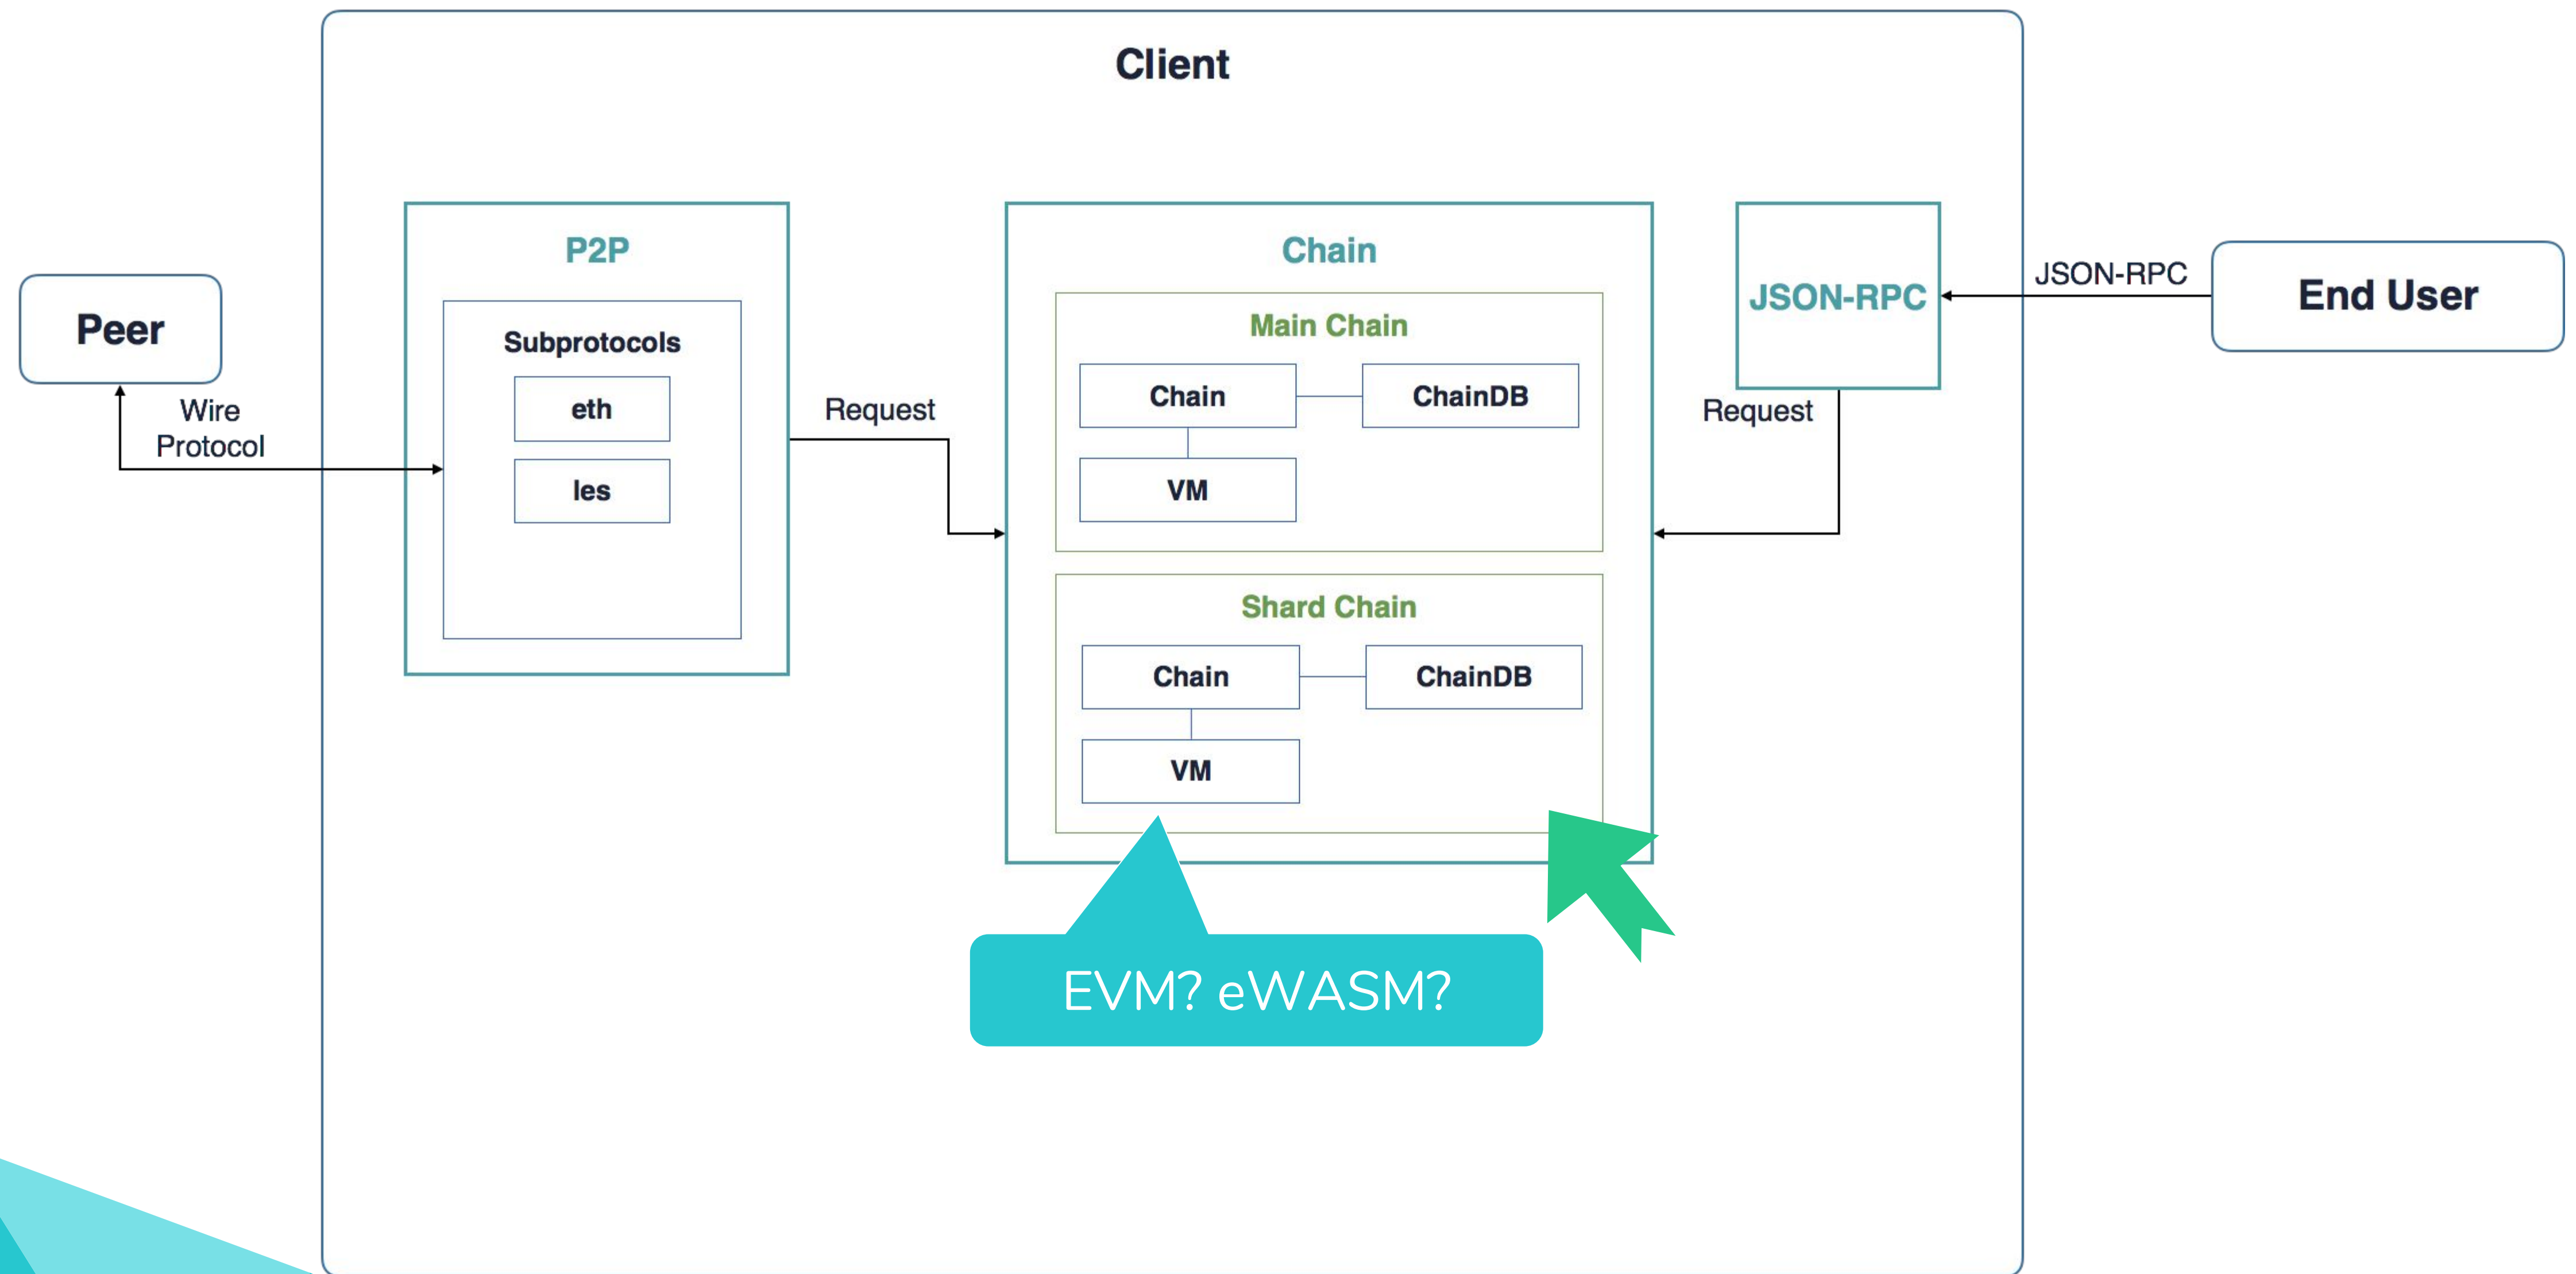 Client
Peer
Wire
Protocol
P2P
Subprotocols
eth
les
Request
Chain
Main Chain
Chain
ChainDB
VM
Shard Chain
Chain
ChainDB
VM
EVM? eWASM?
JSON-RPC
Request
JSON-RPC
End User